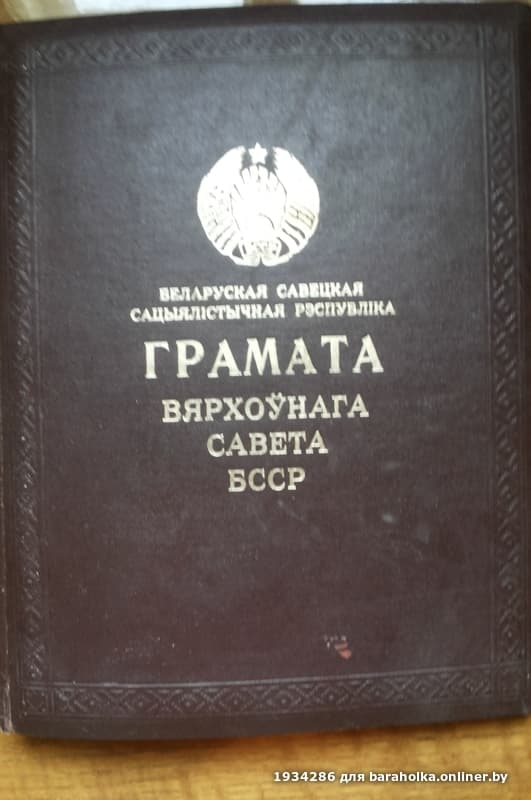 БЕЛАРУСКАЯ САВЕЦКАЯ
САЦЫЯЛІСТЫЧНАЯ РЭСПУБЛІКА
ГРАМАТА
ВЯРХОЎНАГА
САВЕТА
БССР
1934286 для baraholka.onliner.by